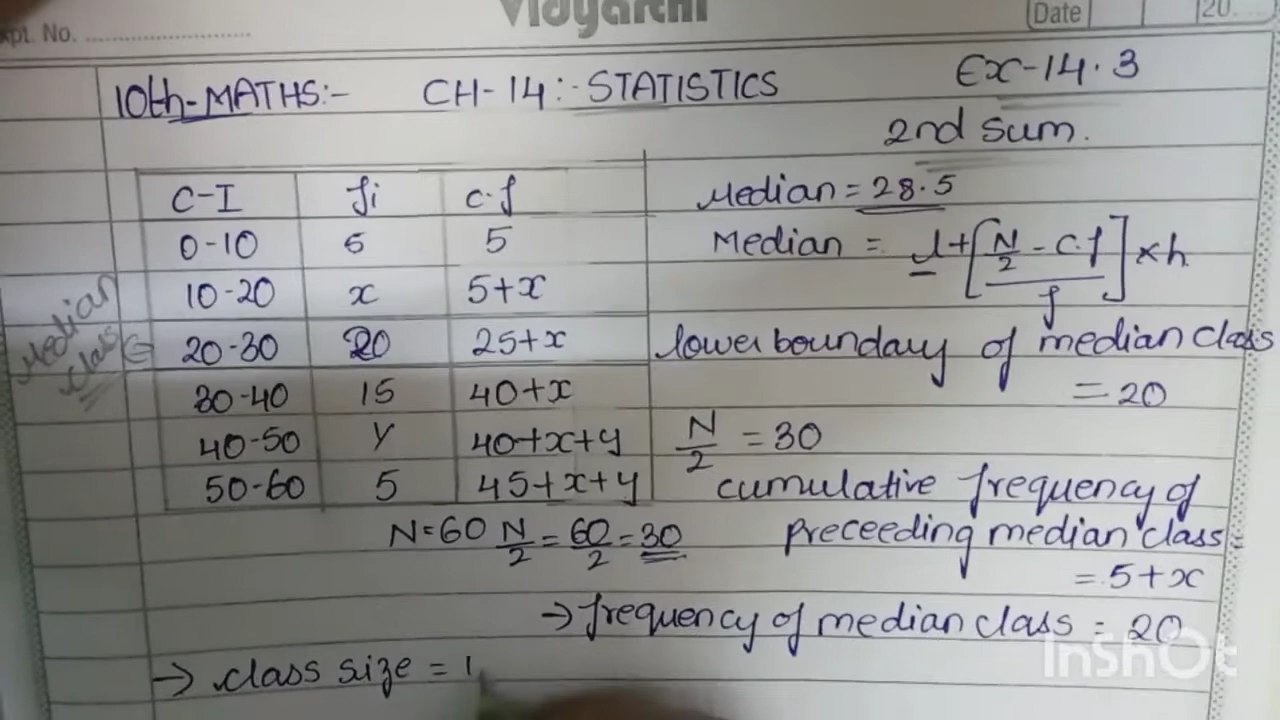 Vidyarthi
Expt. No. ............................
Date 20.....
10th-MATHS:- CH-14:- STATISTICS EX-14.3
2nd sum.
C-I fi c.f
0-10 5 5
10-20 x 5+x
20-30 20 25+x
30-40 15 40+x
40-50 y 40+x+y
50-60 5 45+x+y
Median class
N=60 N/2 = 60/2 = 30
Median = 28.5
Median = l+[N/2 - c.f / f] × h
lower boundary of median class
= 20
N/2 = 30
cumulative frequency of
preceeding median class =
= 5+x
→ frequency of median class = 20
→ class size = 1
InShOt